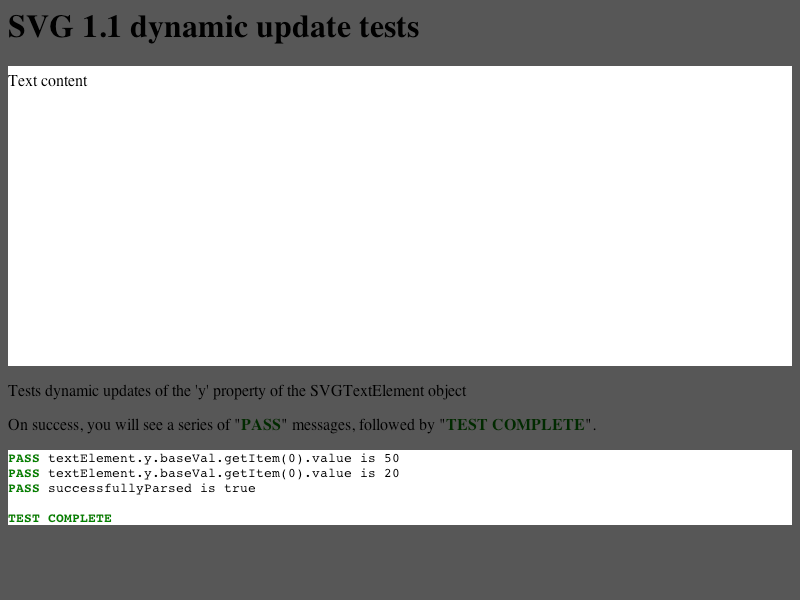 SVG 1.1 dynamic update tests
Text content
Tests dynamic updates of the 'y' property of the SVGTextElement object
On success, you will see a series of "PASS" messages, followed by "TEST COMPLETE".
PASS textElement.y.baseVal.getItem(0).value is 50
PASS textElement.y.baseVal.getItem(0).value is 20
PASS successfullyParsed is true
TEST COMPLETE